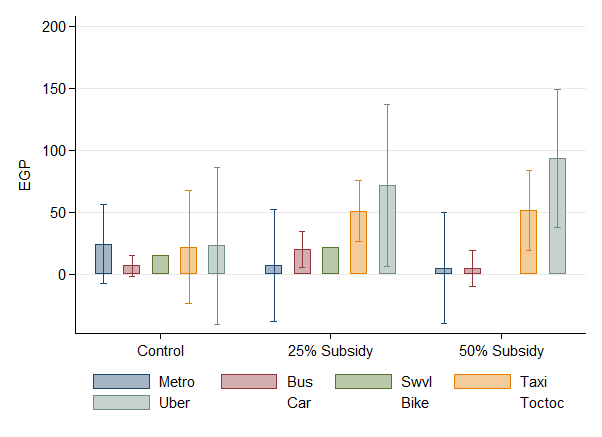 200
150
100
50
0
EGP
Control 25% Subsidy 50% Subsidy
Metro Bus Swvl Taxi
Uber Car Bike Toctoc